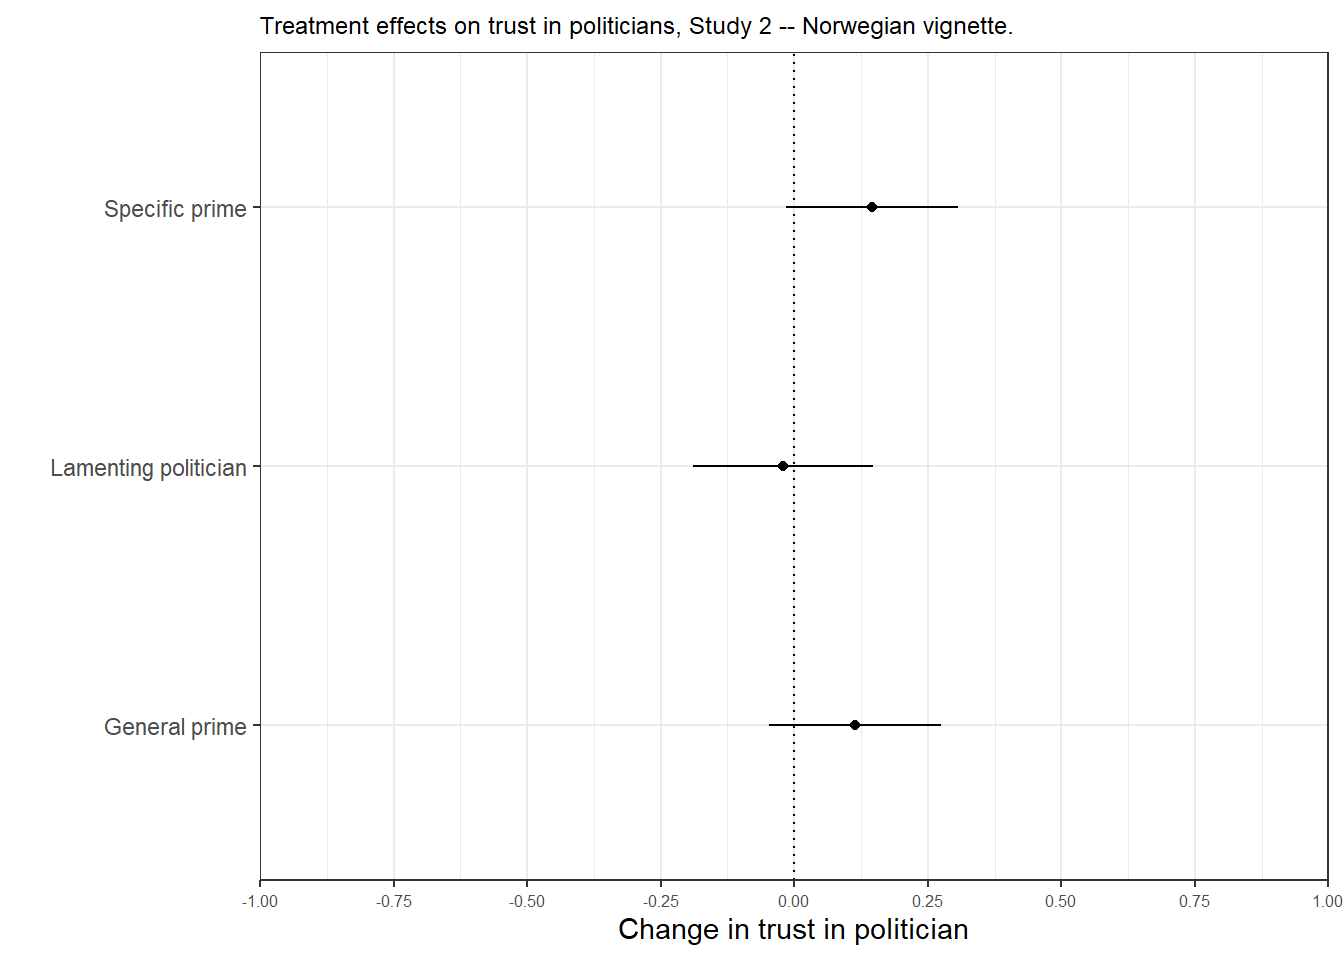 Treatment effects on trust in politicians, Study 2 -- Norwegian vignette.
Specific prime
Lamenting politician
General prime
-1.00 -0.75 -0.50 -0.25 0.00 0.25 0.50 0.75 1.00
Change in trust in politician